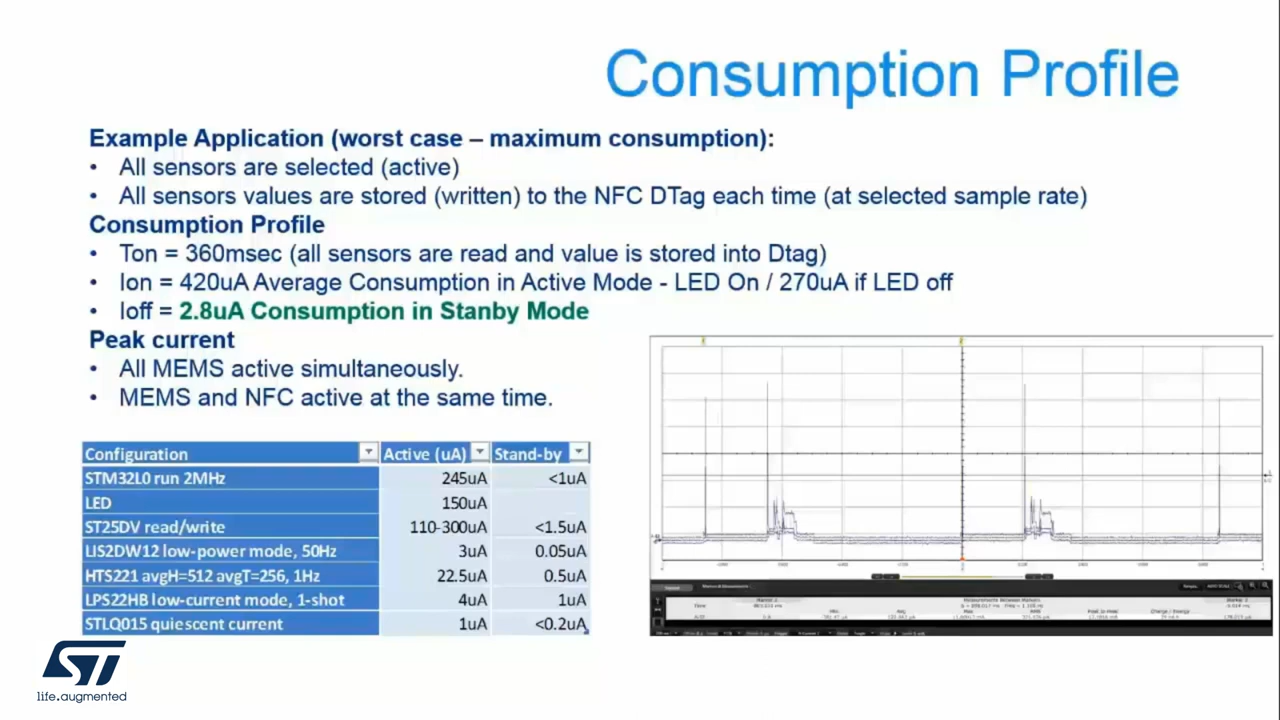 Consumption Profile
Example Application (worst case – maximum consumption):
• All sensors are selected (active)
• All sensors values are stored (written) to the NFC DTag each time (at selected sample rate)
Consumption Profile
• Ton = 360msec (all sensors are read and value is stored into Dtag)
• Ion = 420uA Average Consumption in Active Mode - LED On / 270uA if LED off
• Ioff = 2.8uA Consumption in Stanby Mode
Peak current
• All MEMS active simultaneously.
• MEMS and NFC active at the same time.
Configuration Active (uA) Stand-by
STM32L0 run 2MHz 245uA <1uA
LED 150uA
ST25DV read/write 110-300uA <1.5uA
LIS2DW12 low-power mode, 50Hz 3uA 0.05uA
HTS221 avgH=512 avgT=256, 1Hz 22.5uA 0.5uA
LPS22HB low-current mode, 1-shot 4uA 1uA
STLQ015 quiescent current 1uA <0.2uA
ST
life.augmented